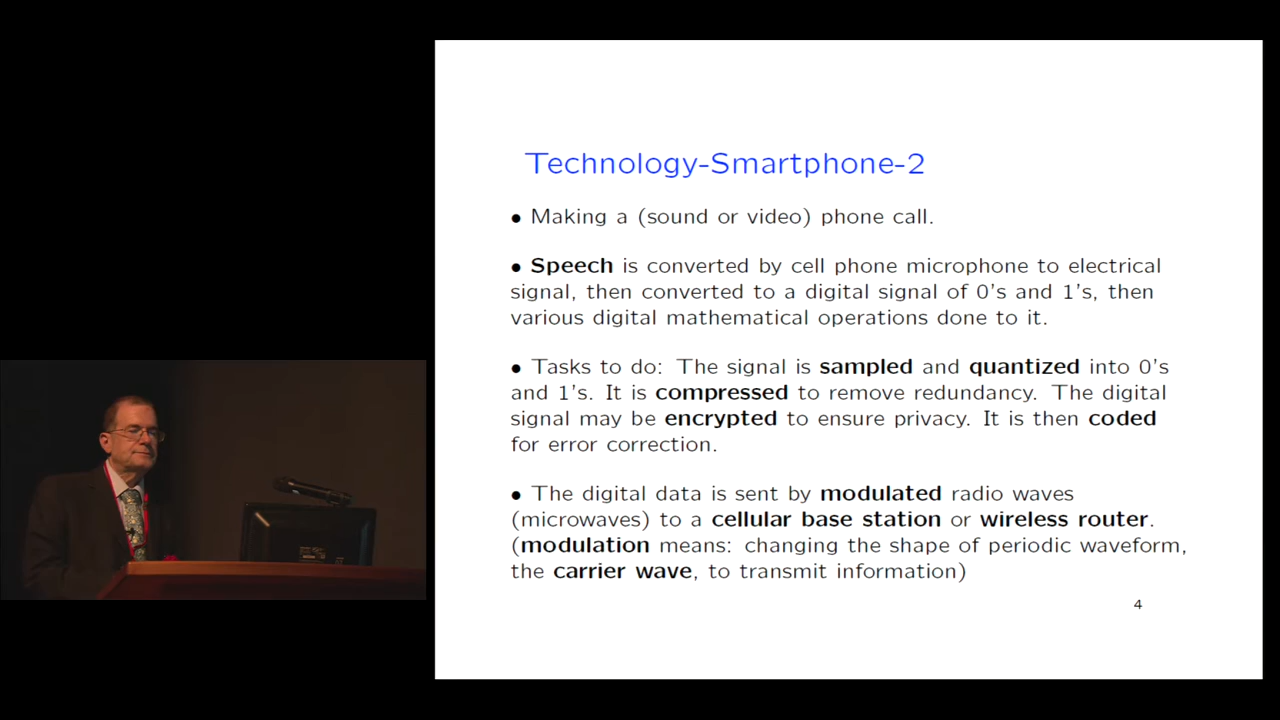 Technology-Smartphone-2
• Making a (sound or video) phone call.
• Speech is converted by cell phone microphone to electrical
signal, then converted to a digital signal of 0's and 1's, then
various digital mathematical operations done to it.
• Tasks to do: The signal is sampled and quantized into 0's
and 1's. It is compressed to remove redundancy. The digital
signal may be encrypted to ensure privacy. It is then coded
for error correction.
• The digital data is sent by modulated radio waves
(microwaves) to a cellular base station or wireless router.
(modulation means: changing the shape of periodic waveform,
the carrier wave, to transmit information)
4